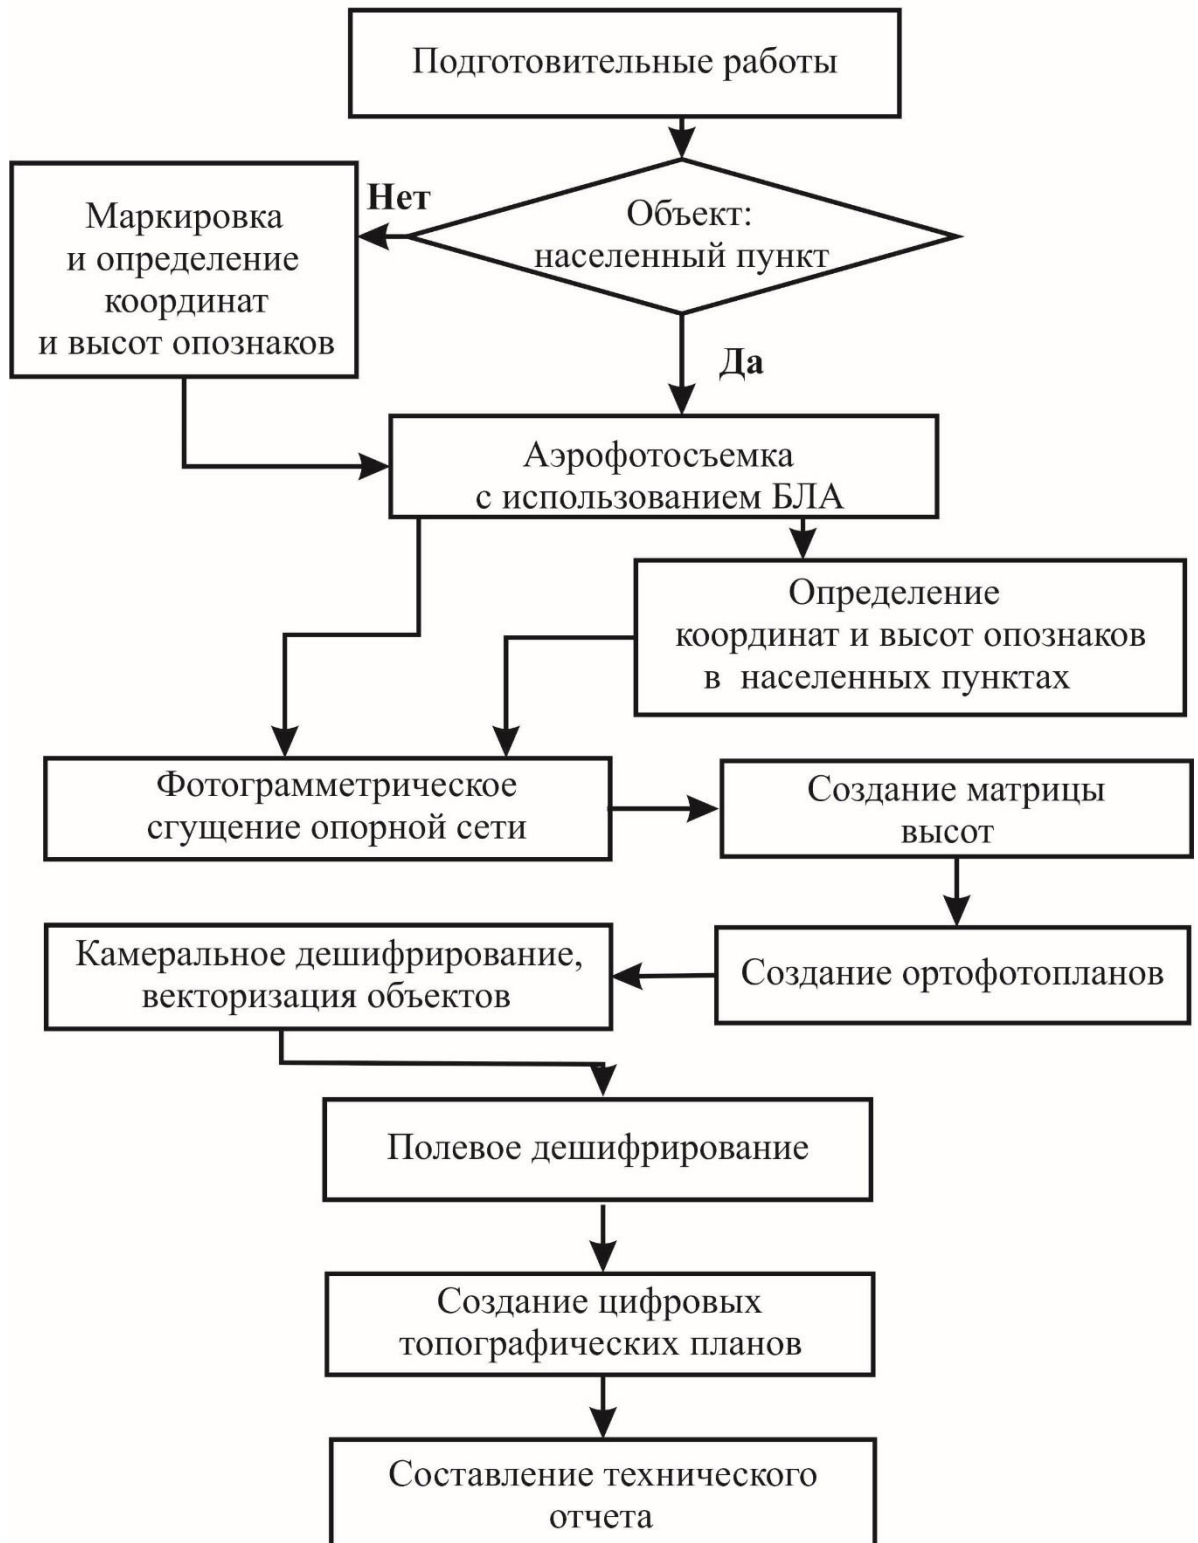 Подготовительные работы
Нет
Объект:
населенный пункт
Маркировка
и определение
координат
и высот опознаков
Да
Аэрофотосъемка
с использованием БЛА
Определение
координат и высот опознаков
в населенных пунктах
Фотограмметрическое
сгущение опорной сети
Создание матрицы
высот
Создание ортофотопланов
Камеральное дешифрирование,
векторизация объектов
Полевое дешифрирование
Создание цифровых
топографических планов
Составление технического
отчета